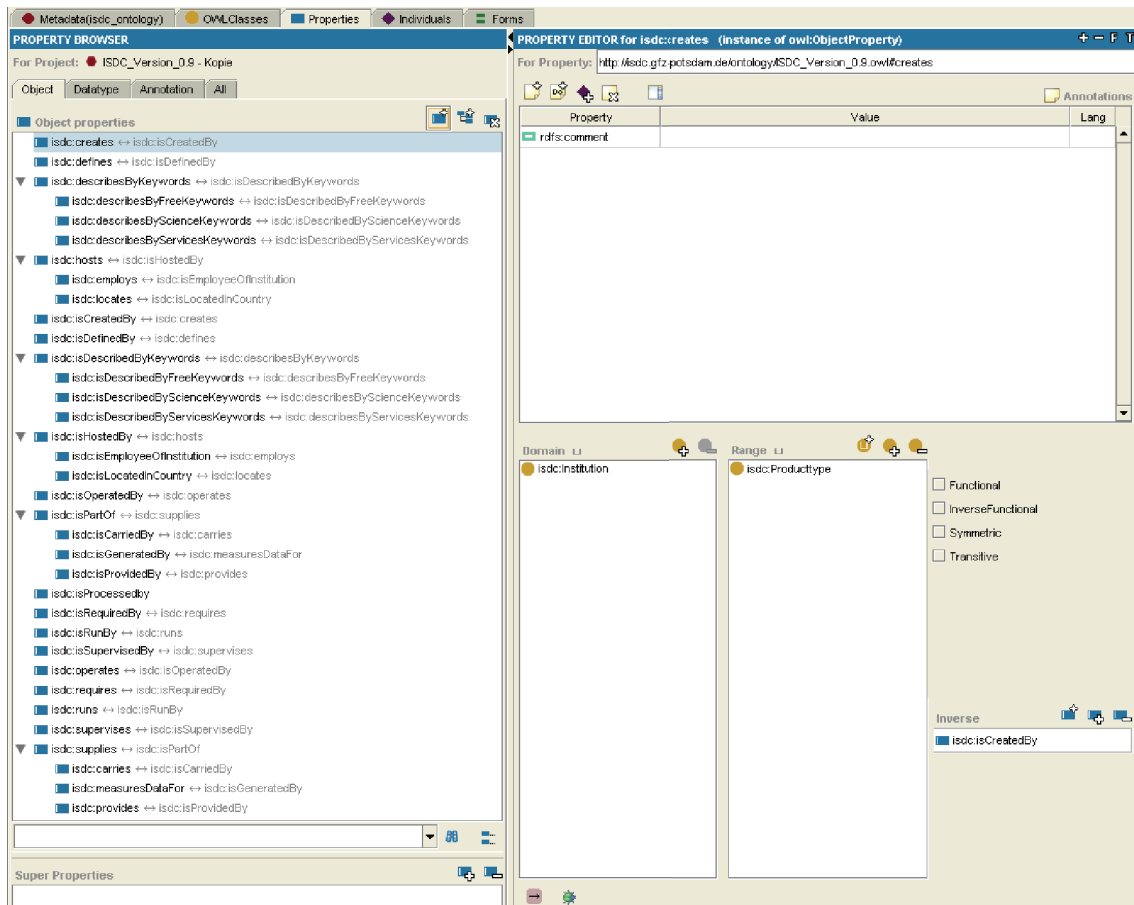 Metadata(isdc_ontology) OWLClasses Properties Individuals Forms
PROPERTY BROWSER
For Project: ISDC_Version_0.9 - Kopie
Object Datatype Annotation All
Object properties
isdc:creates ↔ isdc:isCreatedBy
isdc:defines ↔ isdc:isDefinedBy
isdc:describesByKeywords ↔ isdc:isDescribedByKeywords
isdc:describesByFreeKeywords ↔ isdc:isDescribedByFreeKeywords
isdc:describesByScienceKeywords ↔ isdc:isDescribedByScienceKeywords
isdc:describesByServicesKeywords ↔ isdc:isDescribedByServicesKeywords
isdc:hosts ↔ isdc:isHostedBy
isdc:employs ↔ isdc:isEmployeeOfInstitution
isdc:locates ↔ isdc:isLocatedInCountry
isdc:isCreatedBy ↔ isdc:creates
isdc:isDefinedBy ↔ isdc:defines
isdc:isDescribedByKeywords ↔ isdc:describesByKeywords
isdc:isDescribedByFreeKeywords ↔ isdc:describesByFreeKeywords
isdc:isDescribedByScienceKeywords ↔ isdc:describesByScienceKeywords
isdc:isDescribedByServicesKeywords ↔ isdc:describesByServicesKeywords
isdc:isHostedBy ↔ isdc:hosts
isdc:isEmployeeOfInstitution ↔ isdc:employs
isdc:isLocatedInCountry ↔ isdc:locates
isdc:isOperatedBy ↔ isdc:operates
isdc:isPartOf ↔ isdc:supplies
isdc:isCarriedBy ↔ isdc:carries
isdc:isGeneratedBy ↔ isdc:measuresDataFor
isdc:isProvidedBy ↔ isdc:provides
isdc:isProcessedby
isdc:isRequiredBy ↔ isdc:requires
isdc:isRunBy ↔ isdc:runs
isdc:isSupervisedBy ↔ isdc:supervises
isdc:operates ↔ isdc:isOperatedBy
isdc:requires ↔ isdc:isRequiredBy
isdc:runs ↔ isdc:isRunBy
isdc:supervises ↔ isdc:isSupervisedBy
isdc:supplies ↔ isdc:isPartOf
isdc:carries ↔ isdc:isCarriedBy
isdc:measuresDataFor ↔ isdc:isGeneratedBy
isdc:provides ↔ isdc:isProvidedBy
Super Properties
PROPERTY EDITOR for isdc:creates (instance of owl:ObjectProperty)
+ – F T
For Property: http://isdc.gfz-potsdam.de/ontology/ISDC_Version_0.9.owl#creates
Annotations
Property Value Lang
rdfs:comment
Domain ⊔ Range ⊔
isdc:Institution isdc:Producttype
Functional
InverseFunctional
Symmetric
Transitive
Inverse
isdc:isCreatedBy